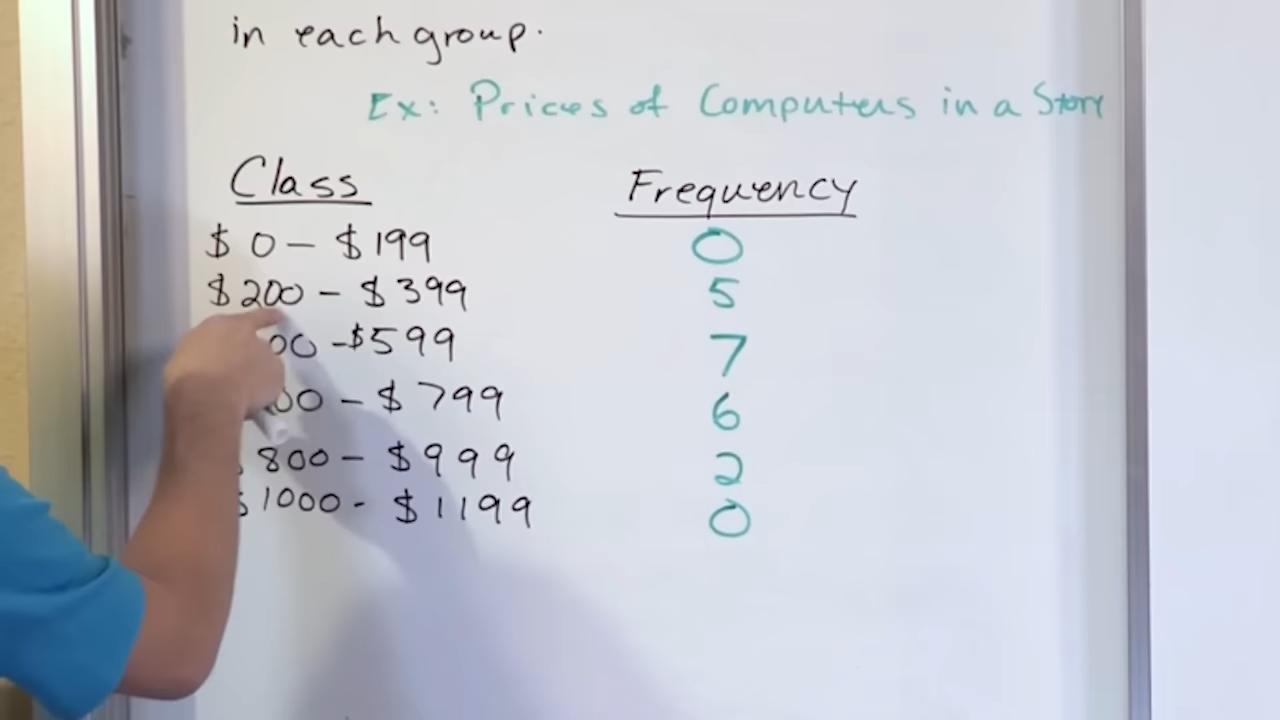 in each group.
Ex: Prices of Computers in a Story
Class Frequency
$ 0 - $ 199 0
$ 200 - $ 399 5
00 - $ 599 7
00 - $ 799 6
$ 800 - $ 999 2
$ 1000 - $ 1199 0